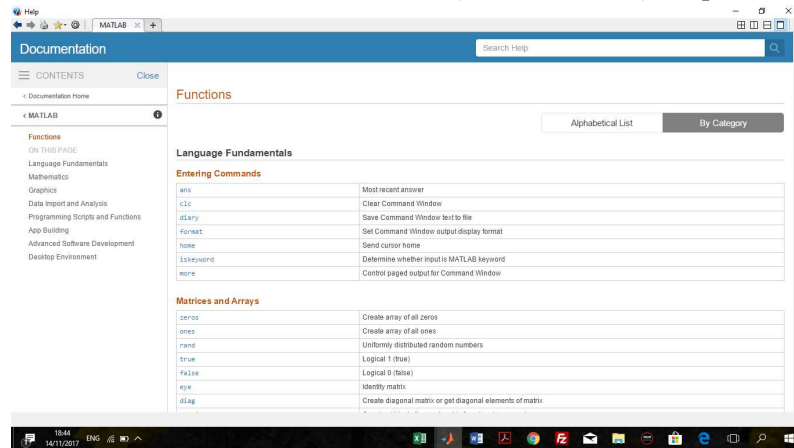 Help
MATLAB
Documentation
Search Help
CONTENTS Close
< Documentation Home
< MATLAB
Functions
ON THIS PAGE
Language Fundamentals
Mathematics
Graphics
Data Import and Analysis
Programming Scripts and Functions
App Building
Advanced Software Development
Desktop Environment
Functions
Alphabetical List By Category
Language Fundamentals
Entering Commands
ans Most recent answer
clc Clear Command Window
diary Save Command Window text to file
format Set Command Window output display format
home Send cursor home
iskeyword Determine whether input is MATLAB keyword
more Control paged output for Command Window
Matrices and Arrays
zeros Create array of all zeros
ones Create array of all ones
rand Uniformly distributed random numbers
true Logical 1 (true)
false Logical 0 (false)
eye Identity matrix
diag Create diagonal matrix or get diagonal elements of matrix
18:44
14/11/2017 ENG